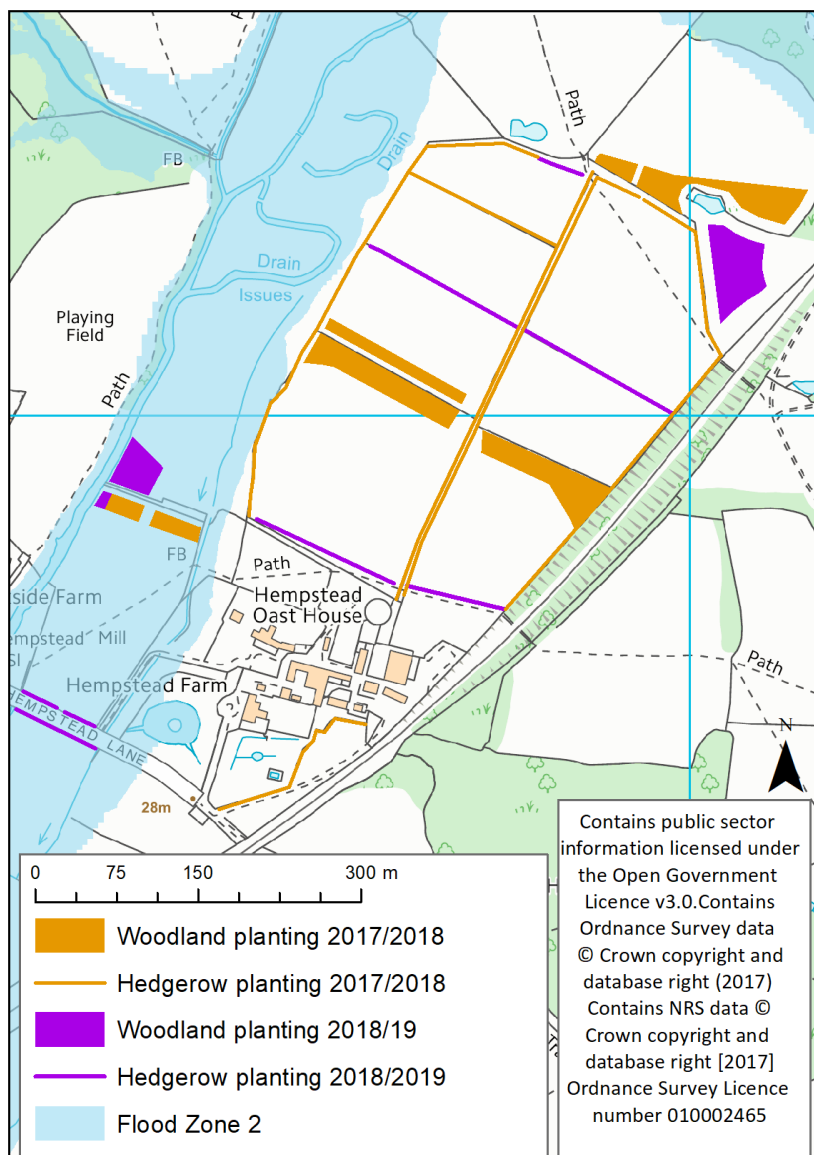 Path
FB
Drain
Drain
Issues
Playing
Field
Path
FB
Path
Hempstead
Oast House
side Farm
empstead Mill
SI
Hempstead Farm
HEMPSTEAD LANE
28m
Path
N
0 75 150 300 m
Woodland planting 2017/2018
Hedgerow planting 2017/2018
Woodland planting 2018/19
Hedgerow planting 2018/2019
Flood Zone 2
Contains public sector
information licensed under
the Open Government
Licence v3.0.Contains
Ordnance Survey data
© Crown copyright and
database right (2017)
Contains NRS data ©
Crown copyright and
database right [2017]
Ordnance Survey Licence
number 010002465